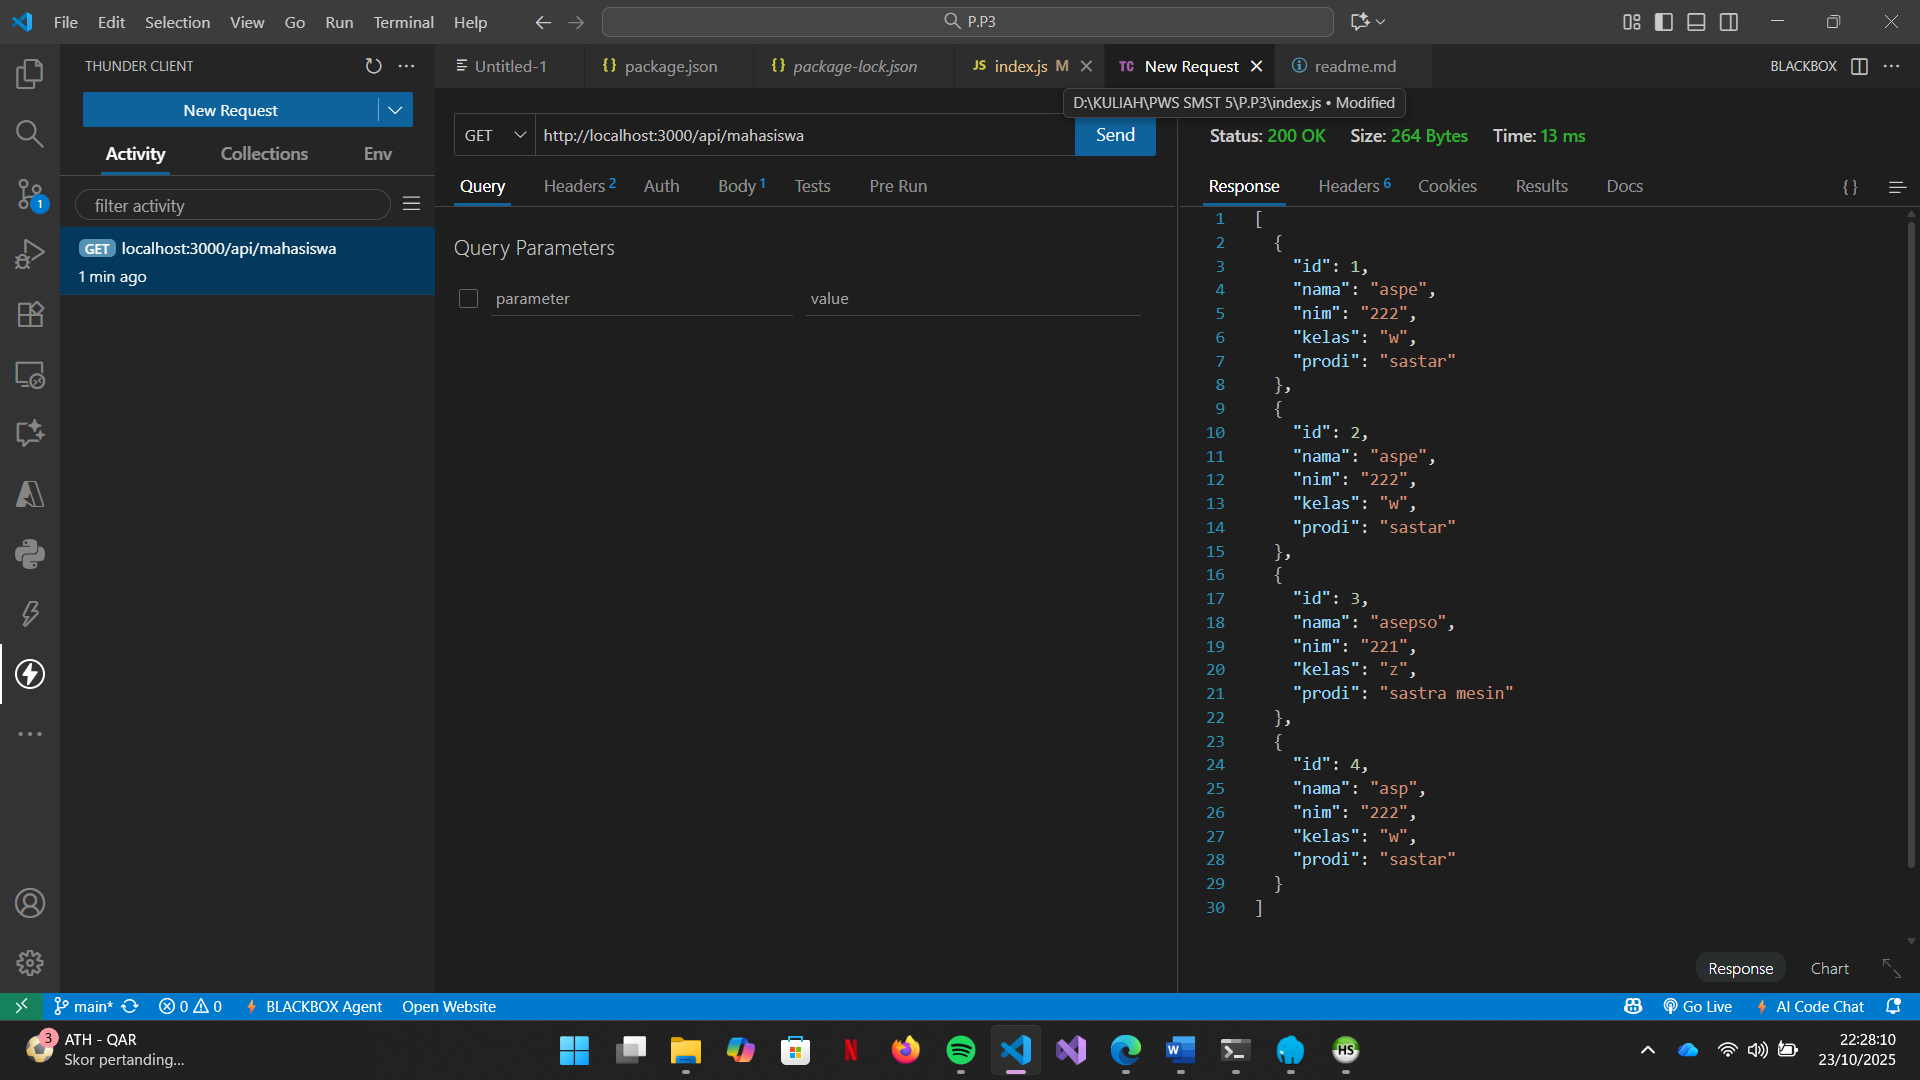 File Edit Selection View Go Run Terminal Help
P.P3
THUNDER CLIENT
New Request
Activity Collections Env
filter activity
GET localhost:3000/api/mahasiswa
1 min ago
Untitled-1
{} package.json
{} package-lock.json
JS index.js M
TC New Request
readme.md
BLACKBOX
D:\KULIAH\PWS SMST 5\P.P3\index.js • Modified
GET http://localhost:3000/api/mahasiswa Send
Query Headers 2 Auth Body 1 Tests Pre Run
Query Parameters
parameter value
Status: 200 OK Size: 264 Bytes Time: 13 ms
Response Headers 6 Cookies Results Docs {}
1 [
2 {
3 "id": 1,
4 "nama": "aspe",
5 "nim": "222",
6 "kelas": "w",
7 "prodi": "sastar"
8 },
9 {
10 "id": 2,
11 "nama": "aspe",
12 "nim": "222",
13 "kelas": "w",
14 "prodi": "sastar"
15 },
16 {
17 "id": 3,
18 "nama": "asepso",
19 "nim": "221",
20 "kelas": "z",
21 "prodi": "sastra mesin"
22 },
23 {
24 "id": 4,
25 "nama": "asp",
26 "nim": "222",
27 "kelas": "w",
28 "prodi": "sastar"
29 }
30 ]
Response Chart
1
main* 0 0 BLACKBOX Agent Open Website
Go Live AI Code Chat
3
ATH - QAR
Skor pertanding...
N
W
HS
22:28:10
23/10/2025